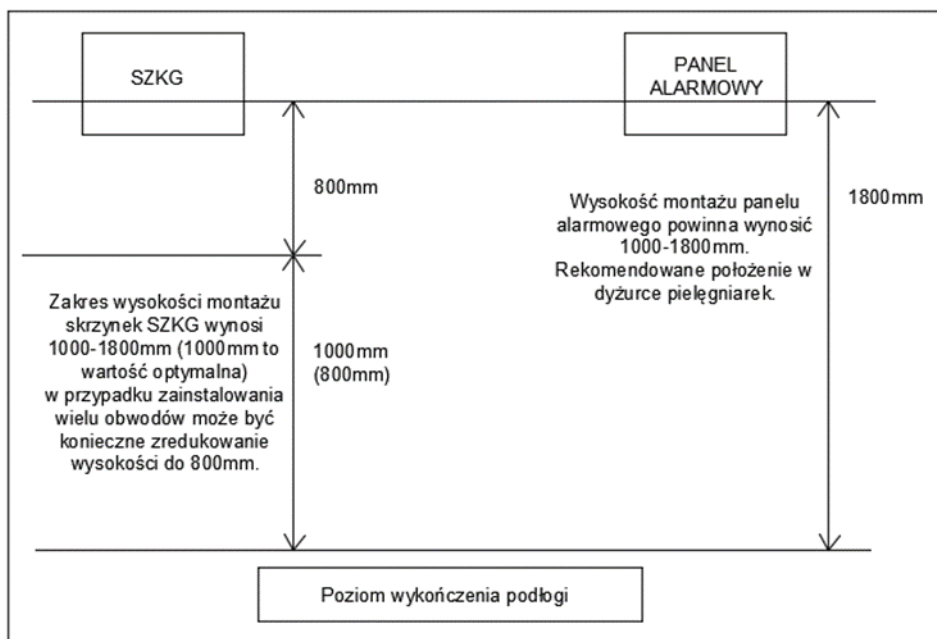 SZKG
PANEL
ALARMOWY
800mm
1800mm
Wysokość montażu panelu
alarmowego powinna wynosić
1000-1800mm.
Rekomendowane położenie w
dyżurce pielęgniarek.
Zakres wysokości montażu
skrzynek SZKG wynosi
1000-1800mm (1000mm to
wartość optymalna)
w przypadku zainstalowania
wielu obwodów może być
konieczne zredukowanie
wysokości do 800mm.
1000mm
(800mm)
Poziom wykończenia podłogi